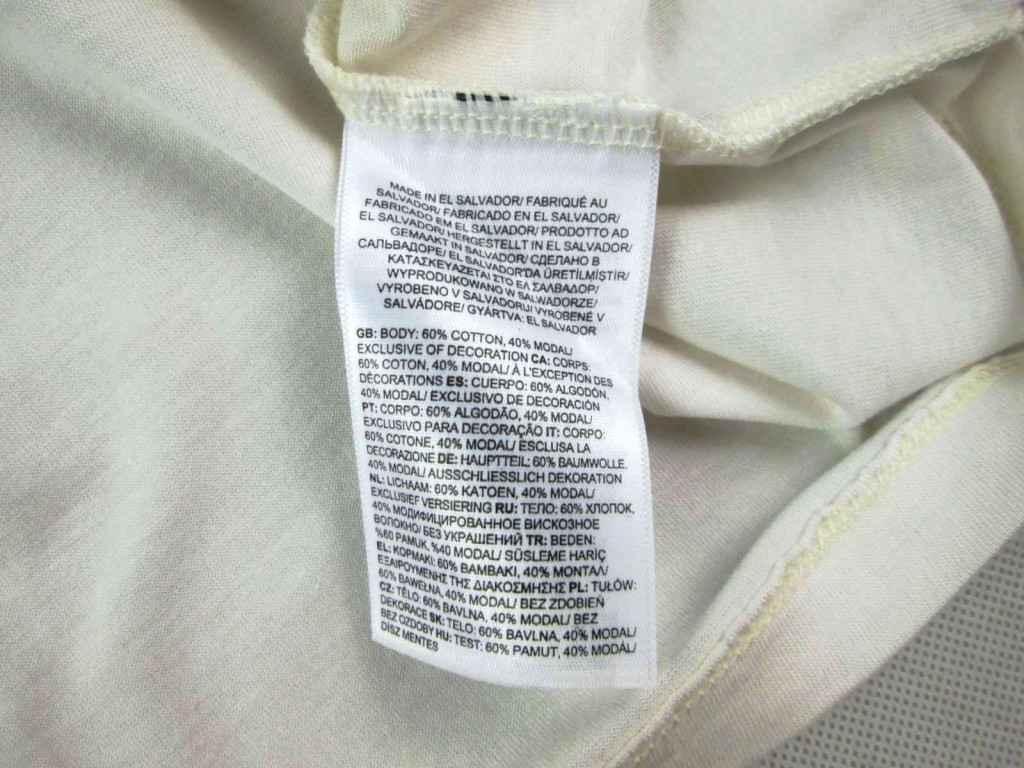 MADE IN EL SALVADOR/ FABRIQUÉ AU
SALVADOR/ FABRICADO EN EL SALVADOR/
FABRICADO EM EL SALVADOR/ PRODOTTO AD
EL SALVADOR/ HERGESTELLT IN EL SALVADOR/
GEMAAKT IN SALVADOR/ СДЕЛАНО В
САЛЬВАДОРЕ/ EL SALVADOR'DA ÜRETİLMİSTİR/
ΚΑΤΑΣΚΕΥΑΖΕΤΑΙ ΣΤΟ ΕΛ ΣΑΛΒΑΔΟΡ/
WYPRODUKOWANO W SALWADORZE/
VYROBENO V SALVADORU/ VYROBENÉ V
SALVÁDORE/ GYÁRTVA: EL SALVADOR
GB: BODY: 60% COTTON, 40% MODAL/
EXCLUSIVE OF DECORATION CA: CORPS:
60% COTON, 40% MODAL/ À L'EXCEPTION DES
DÉCORATIONS ES: CUERPO: 60% ALGODÓN,
40% MODAL/ EXCLUSIVO DE DECORACIÓN
PT: CORPO: 60% ALGODÃO, 40% MODAL/
EXCLUSIVO PARA DECORAÇÃO IT: CORPO:
60% COTONE, 40% MODAL/ ESCLUSA LA
DECORAZIONE DE: HAUPTTEIL: 60% BAUMWOLLE,
40% MODAL/ AUSSCHLIESSLICH DEKORATION
NL: LICHAAM: 60% KATOEN, 40% MODAL/
EXCLUSIEF VERSIERING RU: ТЕЛО: 60% ХЛОПОК,
40% МОДИФИЦИРОВАННОЕ ВИСКОЗНОЕ
ВОЛОКНО/ БЕЗ УКРАШЕНИЙ TR: BEDEN:
%60 PAMUK, %40 MODAL/ SÜSLEME HARİÇ
EL: ΚΟΡΜΑΚΙ: 60% ΒΑΜΒΑΚΙ, 40% ΜΟΝΤΑΛ/
ΕΞΑΙΡΟΥΜΕΝΗΣ ΤΗΣ ΔΙΑΚΟΣΜΗΣΗΣ PL: TUŁÓW:
60% BAWEŁNA, 40% MODAL/ BEZ ZDOBIEŃ
CZ: TĚLO: 60% BAVLNA, 40% MODAL/ BEZ
DEKORACE SK: TELO: 60% BAVLNA, 40% MODAL/
BEZ OZDOBY HU: TEST: 60% PAMUT, 40% MODÁL/
DÍSZ MENTES